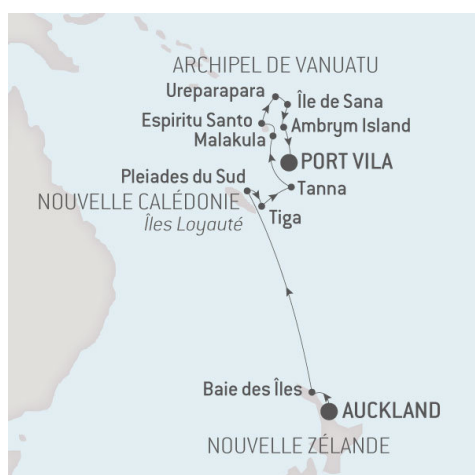 ARCHIPEL DE VANUATU
Ureparapara
Île de Sana
Espiritu Santo
Ambrym Island
Malakula
PORT VILA
Pleiades du Sud
Tanna
NOUVELLE CALÉDONIE
Tiga
Îles Loyauté
Baie des Îles
AUCKLAND
NOUVELLE ZÉLANDE